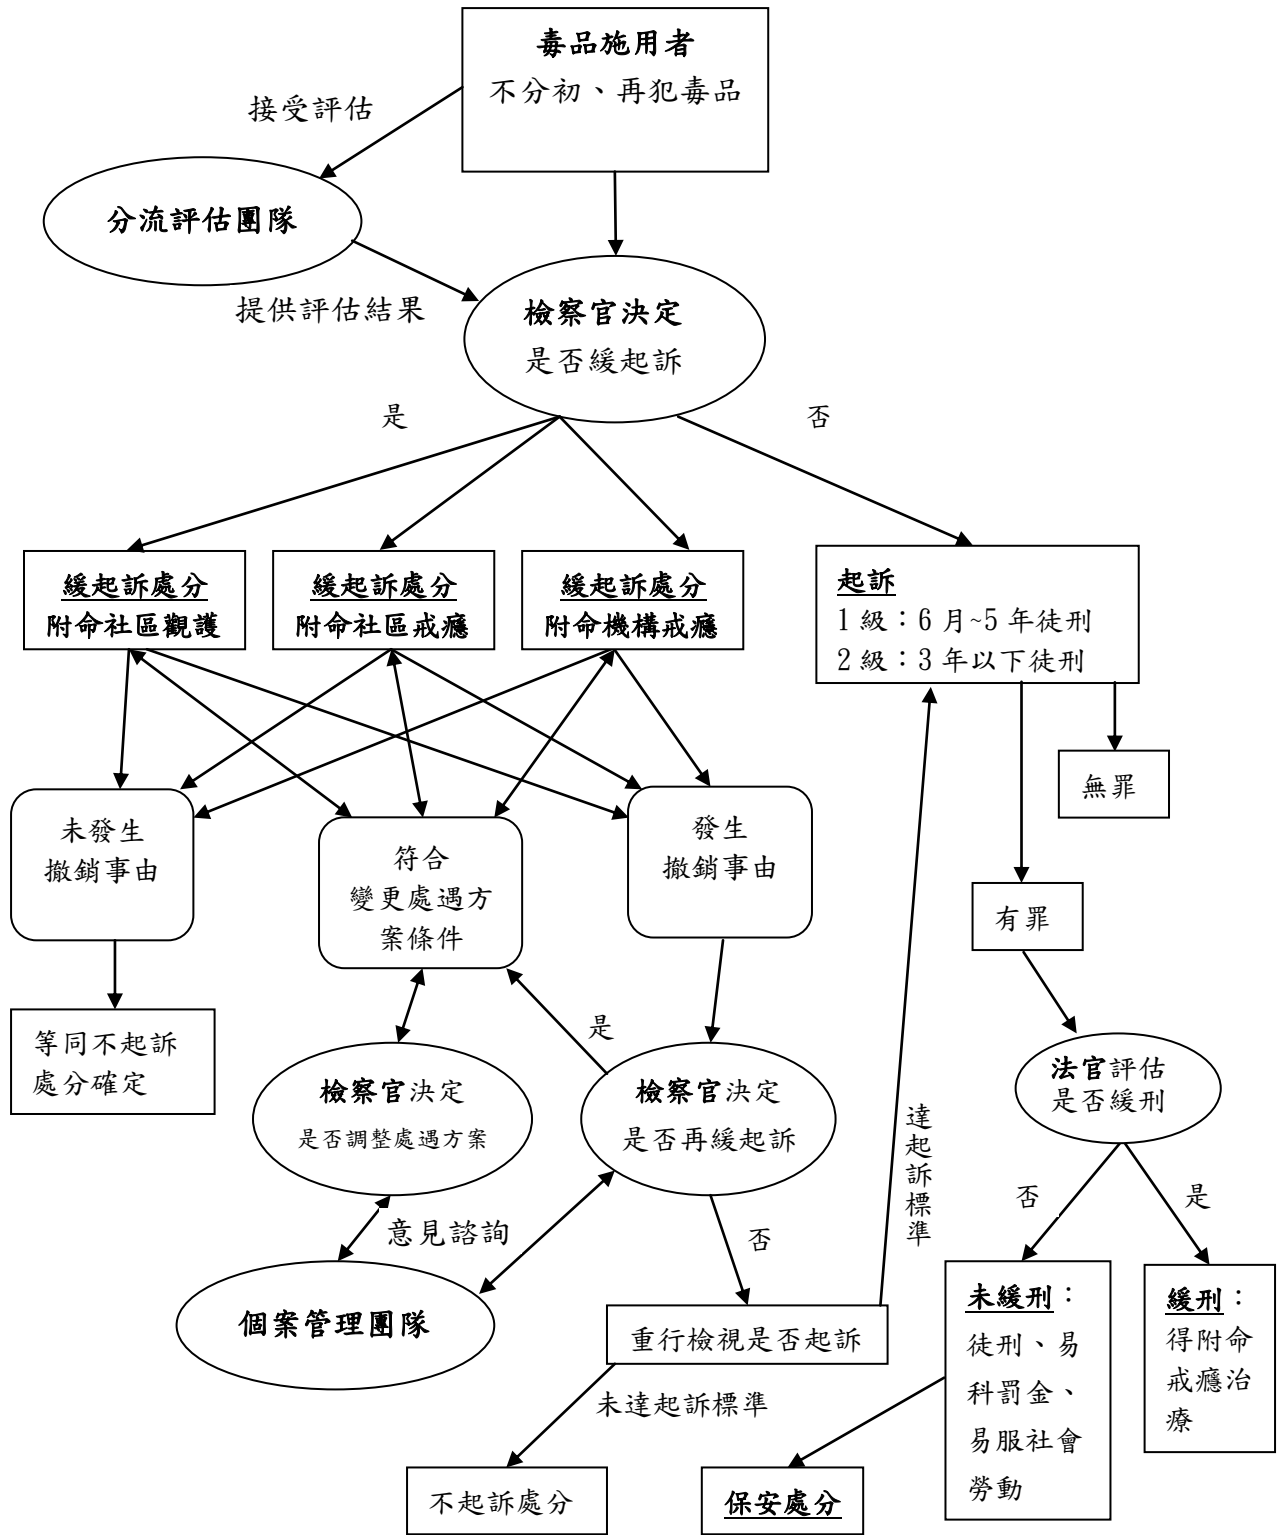 毒品施用者
不分初、再犯毒品
接受評估
分流評估團隊
提供評估結果
檢察官決定
是否緩起訴
是
否
緩起訴處分
附命社區觀護
緩起訴處分
附命社區戒癮
緩起訴處分
附命機構戒癮
起訴
1 級：6 月~5 年徒刑
2 級：3 年以下徒刑
無罪
未發生
撤銷事由
符合
變更處遇方
案條件
發生
撤銷事由
有罪
等同不起訴
處分確定
是
檢察官決定
是否調整處遇方案
檢察官決定
是否再緩起訴
法官評估
是否緩刑
達起訴標準
否
是
意見諮詢
否
個案管理團隊
重行檢視是否起訴
未緩刑：
徒刑、易
科罰金、
易服社會
勞動
緩刑：
得附命
戒癮治
療
未達起訴標準
不起訴處分
保安處分